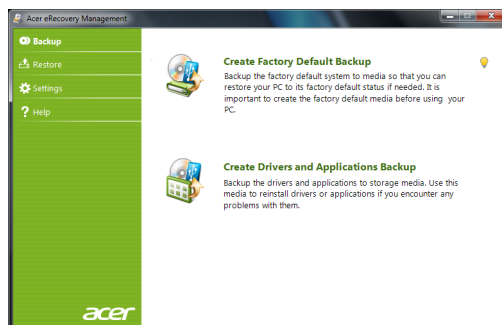 Acer eRecovery Management
Backup
Restore
Settings
Help
Create Factory Default Backup
Backup the factory default system to media so that you can
restore your PC to its factory default status if needed. It is
important to create the factory default media before using your
PC.
Create Drivers and Applications Backup
Backup the drivers and applications to storage media. Use this
media to reinstall drivers or applications if you encounter any
problems with them.
acer